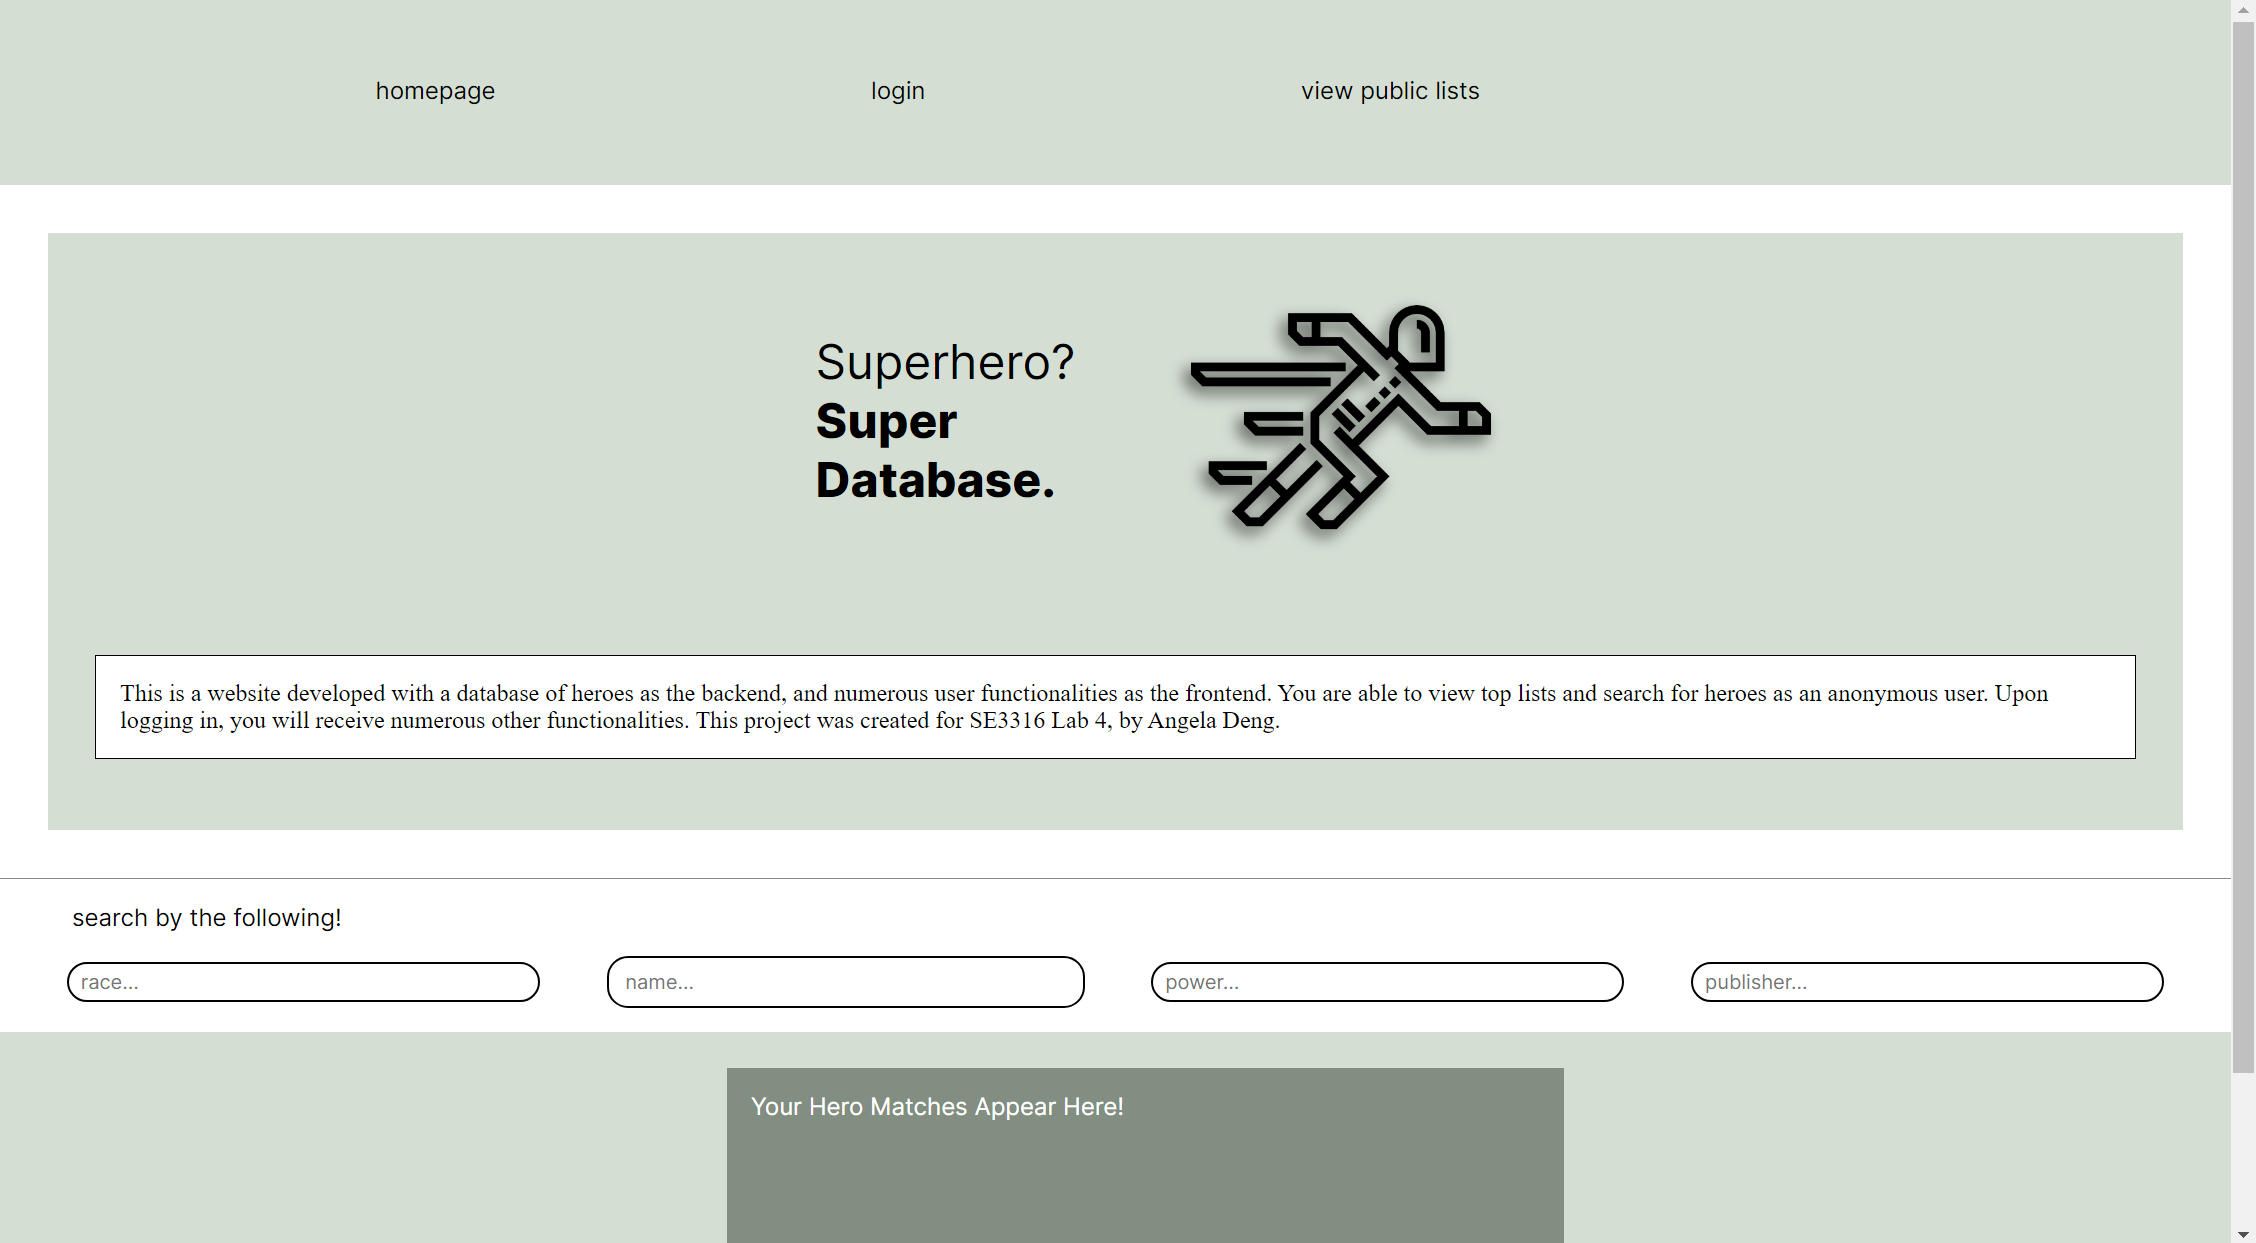 homepage
login
view public lists
Superhero?
Super
Database.
This is a website developed with a database of heroes as the backend, and numerous user functionalities as the frontend. You are able to view top lists and search for heroes as an anonymous user. Upon
logging in, you will receive numerous other functionalities. This project was created for SE3316 Lab 4, by Angela Deng.
search by the following!
race...
name...
power...
publisher...
Your Hero Matches Appear Here!